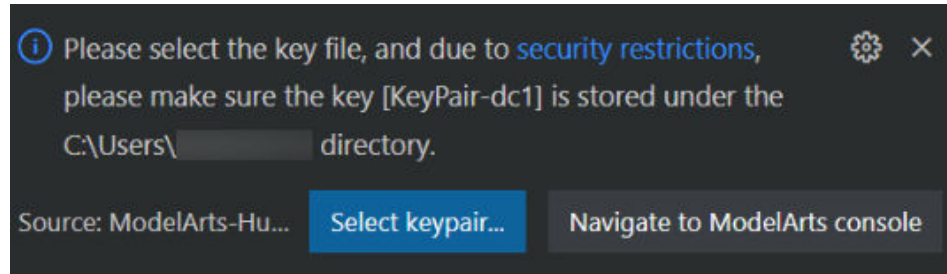 Please select the key file, and due to security restrictions,
please make sure the key [KeyPair-dc1] is stored under the
C:\Users\ directory.
Source: ModelArts-Hu... Select keypair... Navigate to ModelArts console